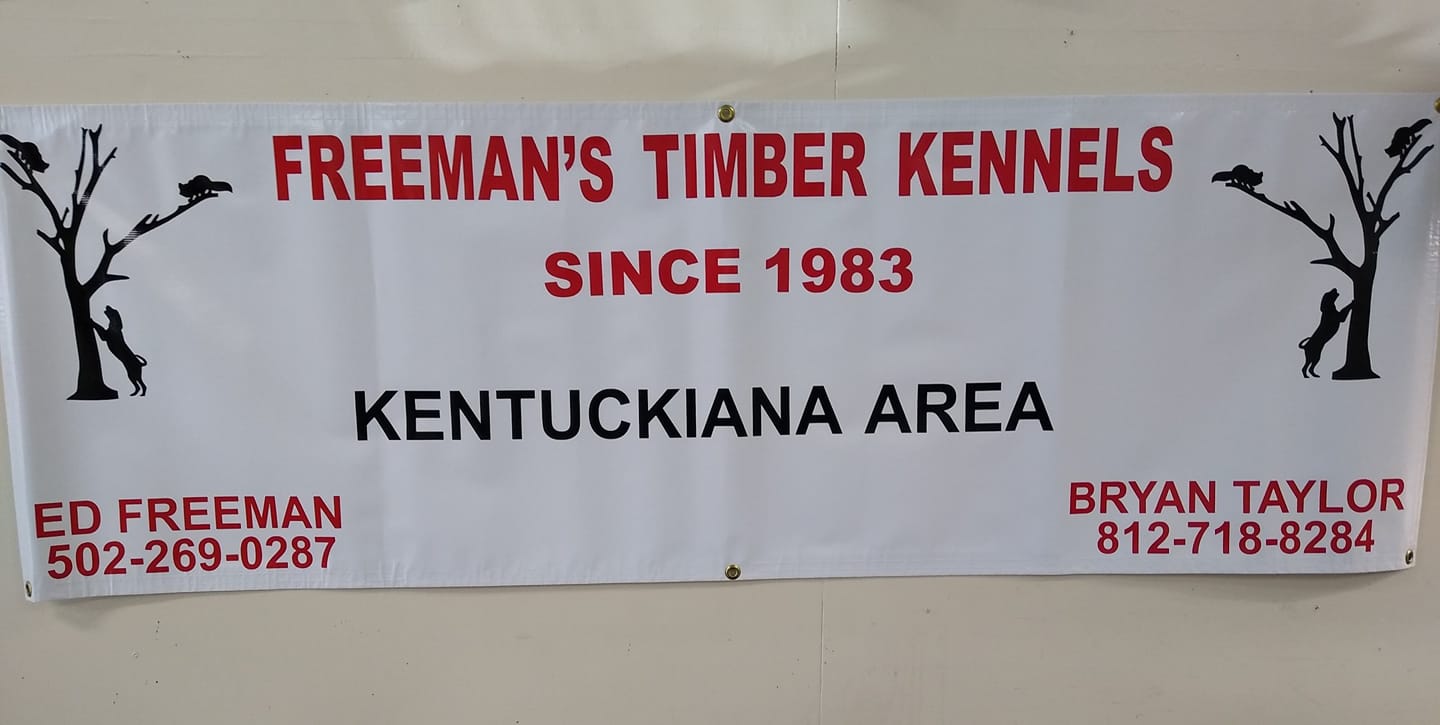 FREEMAN'S TIMBER KENNELS
SINCE 1983
KENTUCKIANA AREA
ED FREEMAN
502-269-0287
BRYAN TAYLOR
812-718-8284